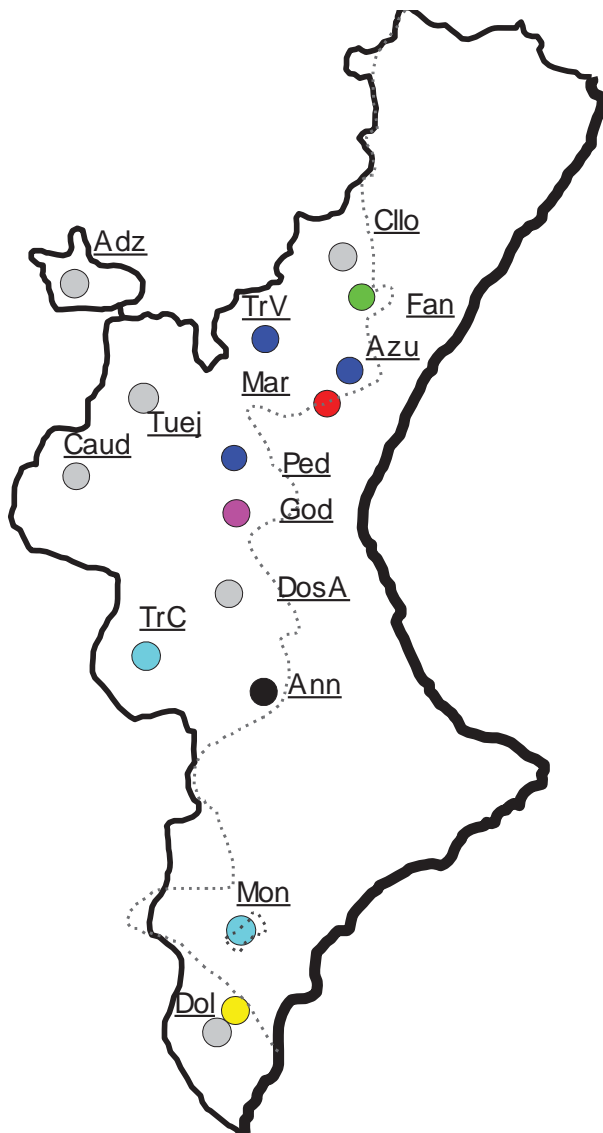 Cllo
Adz
Fan
TrV
Azu
Mar
Tuej
Caud
Ped
God
DosA
TrC
Ann
Mon
Dol